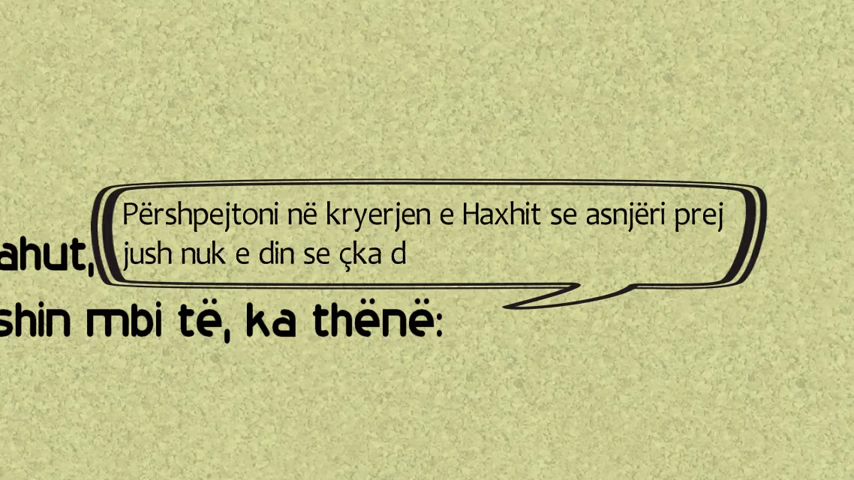 Përshpejtoni në kryerjen e Haxhit se asnjëri prej
jush nuk e din se çka d
ahut,
shin mbi të, ka thënë: